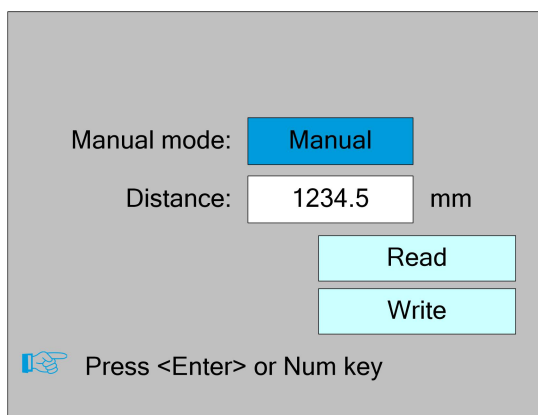 Manual mode: Manual
Distance: 1234.5 mm
Read
Write
Press <Enter> or Num key